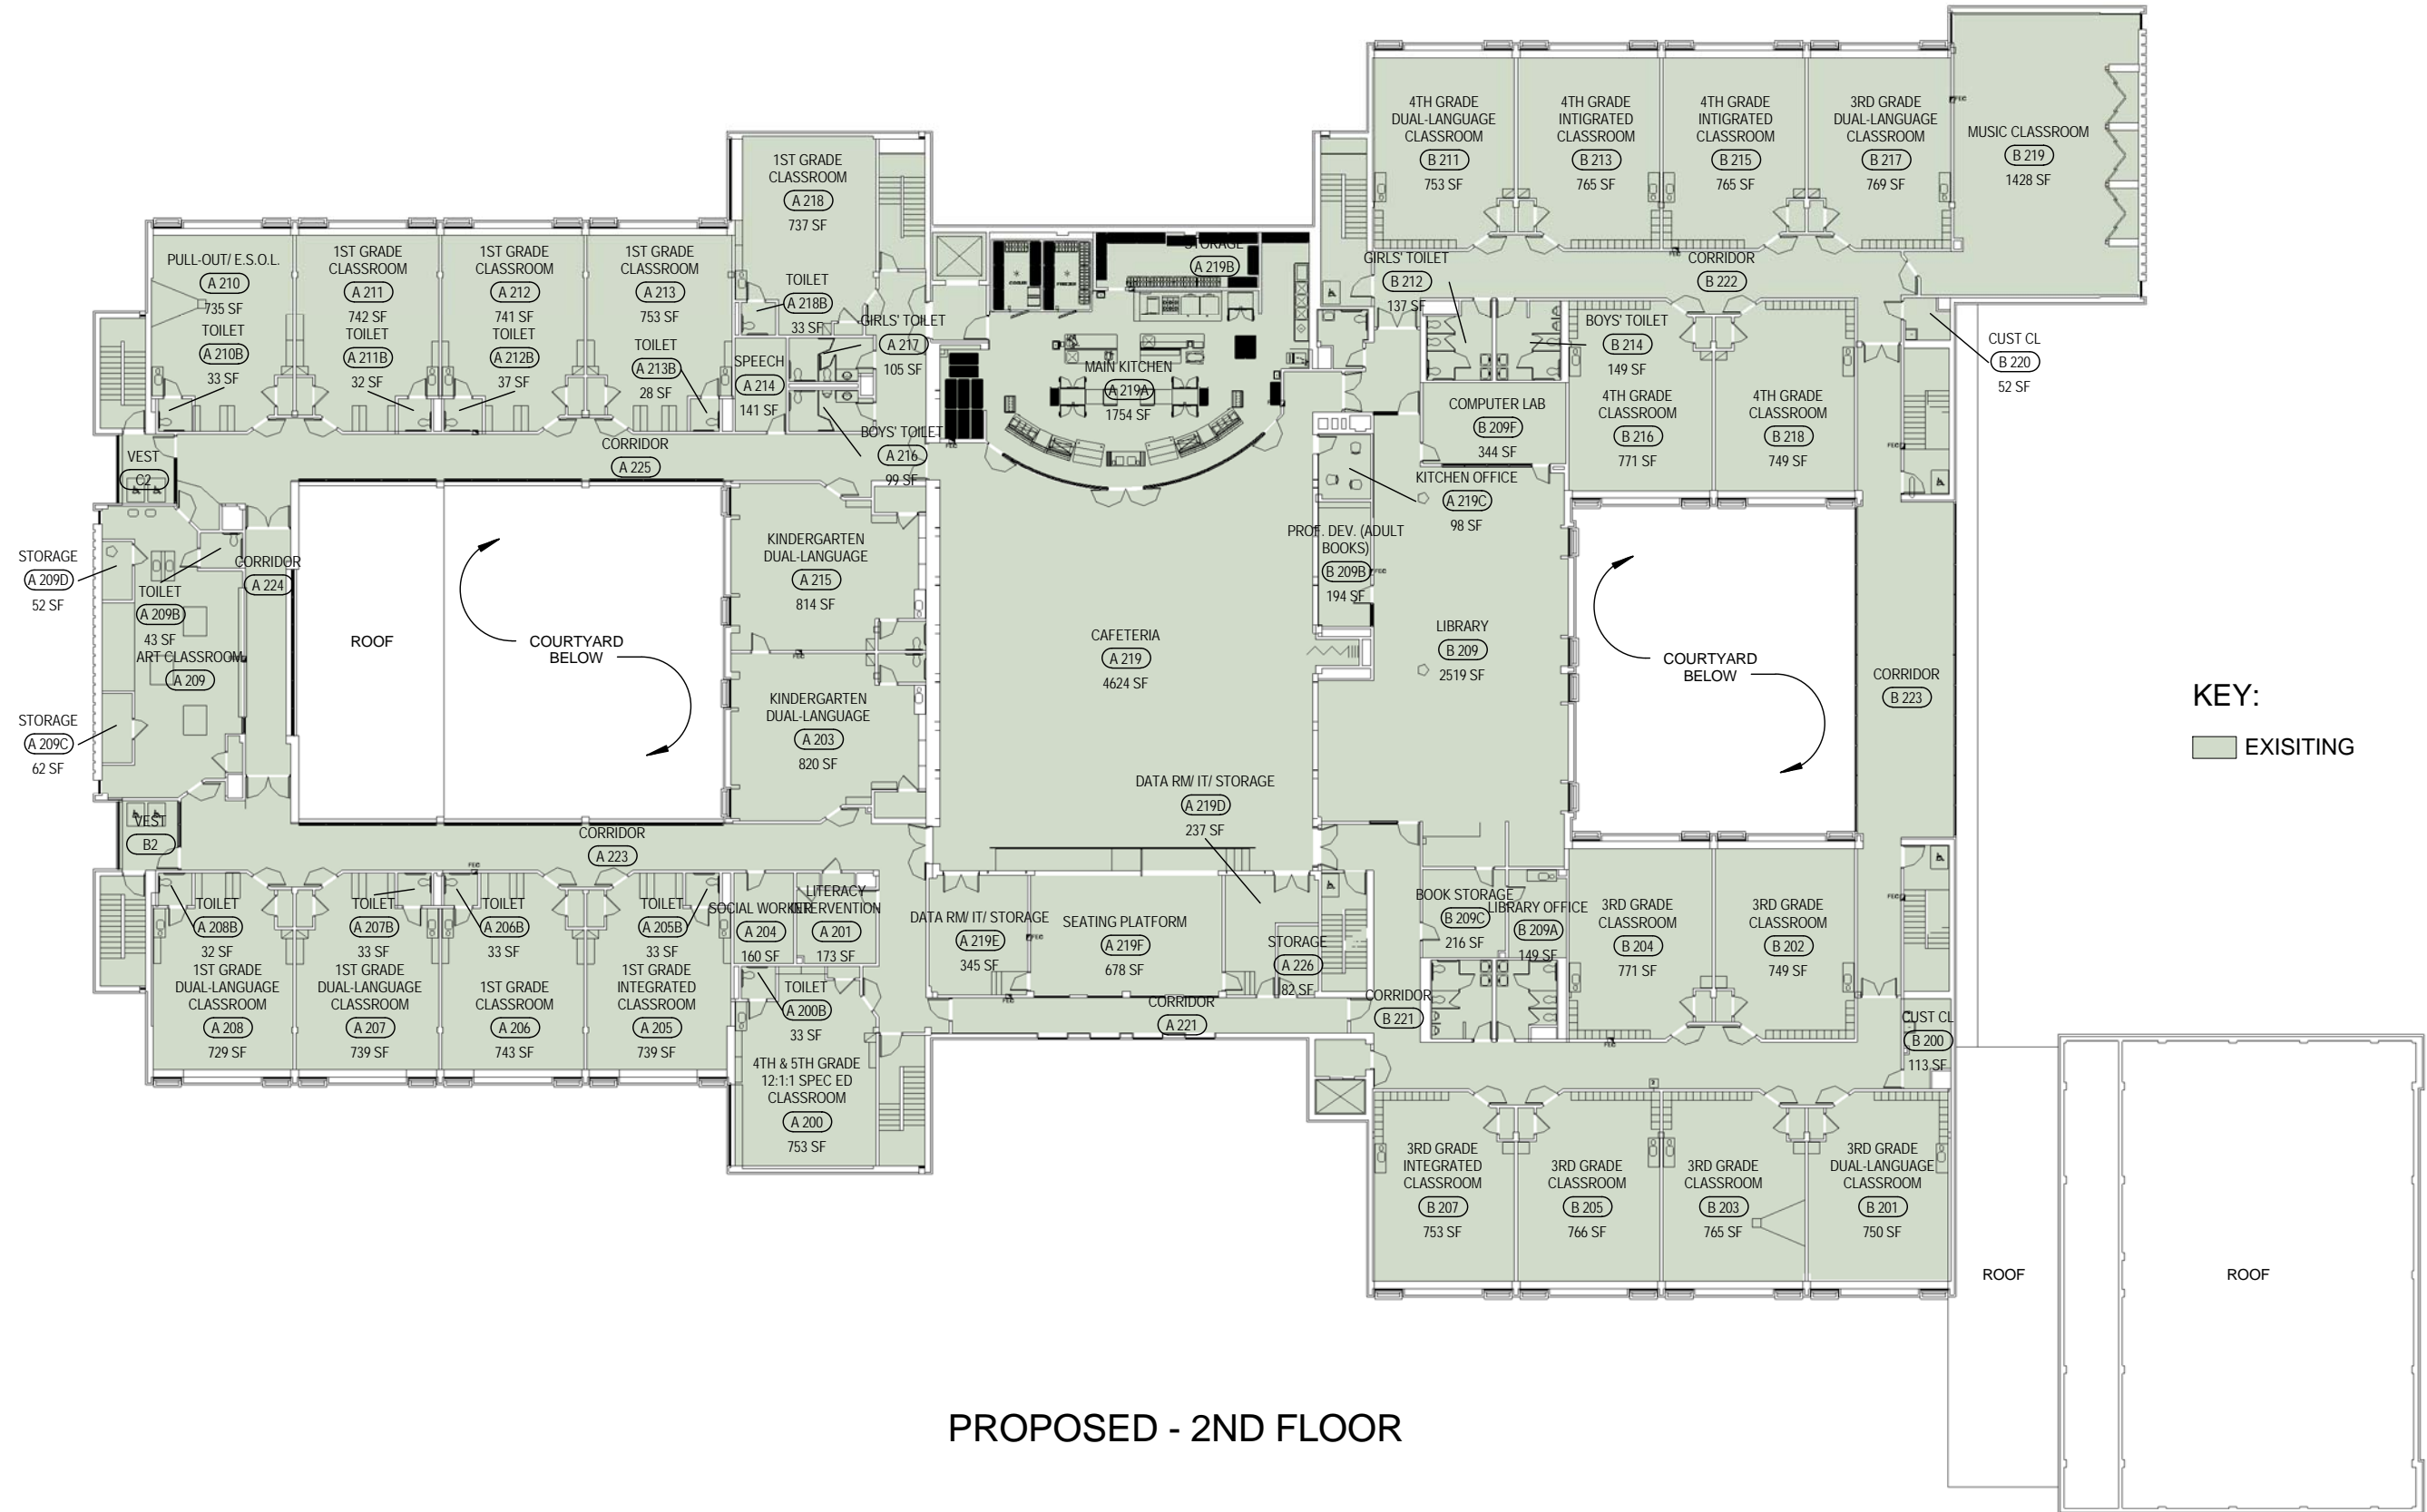 4TH GRADE
DUAL-LANGUAGE
CLASSROOM
B 211
753 SF
4TH GRADE
INTIGRATED
CLASSROOM
B 213
765 SF
4TH GRADE
INTIGRATED
CLASSROOM
B 215
765 SF
3RD GRADE
DUAL-LANGUAGE
CLASSROOM
B 217
769 SF
MUSIC CLASSROOM
B 219
1428 SF
FEC
1ST GRADE
CLASSROOM
A 218
737 SF
TOILET
A 218B
33 SF
PULL-OUT/ E.S.O.L.
A 210
735 SF
TOILET
A 210B
33 SF
1ST GRADE
CLASSROOM
A 211
742 SF
TOILET
A 211B
32 SF
1ST GRADE
CLASSROOM
A 212
741 SF
TOILET
A 212B
37 SF
1ST GRADE
CLASSROOM
A 213
753 SF
TOILET
A 213B
28 SF
SPEECH
A 214
141 SF
GIRLS' TOILET
A 217
105 SF
BOYS' TOILET
A 216
99 SF
STORAGE
A 219B
COOLER
FREEZER
MAIN KITCHEN
A 219A
1754 SF
FEC
GIRLS' TOILET
B 212
137 SF
CORRIDOR
B 222
FEC
BOYS' TOILET
B 214
149 SF
4TH GRADE
CLASSROOM
B 216
771 SF
4TH GRADE
CLASSROOM
B 218
749 SF
CUST CL
B 220
52 SF
FEC
COMPUTER LAB
B 209F
344 SF
KITCHEN OFFICE
A 219C
98 SF
PROF. DEV. (ADULT
BOOKS)
B 209B
194 SF
FEC
VEST
C2
CORRIDOR
A 225
STORAGE
A 209D
52 SF
TOILET
A 209B
43 SF
CORRIDOR
A 224
ART CLASSROOM
A 209
STORAGE
A 209C
62 SF
ROOF
COURTYARD
BELOW
KINDERGARTEN
DUAL-LANGUAGE
A 215
814 SF
FEC
KINDERGARTEN
DUAL-LANGUAGE
A 203
820 SF
CAFETERIA
A 219
4624 SF
LIBRARY
B 209
2519 SF
COURTYARD
BELOW
CORRIDOR
B 223
KEY:
EXISITING
DATA RM/ IT/ STORAGE
A 219D
237 SF
VEST
B2
CORRIDOR
A 223
FEC
TOILET
A 208B
32 SF
1ST GRADE
DUAL-LANGUAGE
CLASSROOM
A 208
729 SF
TOILET
A 207B
33 SF
1ST GRADE
DUAL-LANGUAGE
CLASSROOM
A 207
739 SF
TOILET
A 206B
33 SF
1ST GRADE
CLASSROOM
A 206
743 SF
TOILET
A 205B
33 SF
1ST GRADE
INTEGRATED
CLASSROOM
A 205
739 SF
SOCIAL WORKER
A 204
160 SF
LITERACY
INTERVENTION
A 201
173 SF
TOILET
A 200B
33 SF
4TH & 5TH GRADE
12:1:1 SPEC ED
CLASSROOM
A 200
753 SF
DATA RM/ IT/ STORAGE
A 219E
345 SF
FEC
FEC
SEATING PLATFORM
A 219F
678 SF
STORAGE
A 226
82 SF
CORRIDOR
A 221
CORRIDOR
B 221
BOOK STORAGE
B 209C
216 SF
LIBRARY OFFICE
B 209A
149 SF
3RD GRADE
CLASSROOM
B 204
771 SF
FEC
3RD GRADE
CLASSROOM
B 202
749 SF
FEC
CUST CL
B 200
113 SF
3RD GRADE
INTEGRATED
CLASSROOM
B 207
753 SF
3RD GRADE
CLASSROOM
B 205
766 SF
3RD GRADE
CLASSROOM
B 203
765 SF
3RD GRADE
DUAL-LANGUAGE
CLASSROOM
B 201
750 SF
ROOF
ROOF
PROPOSED - 2ND FLOOR